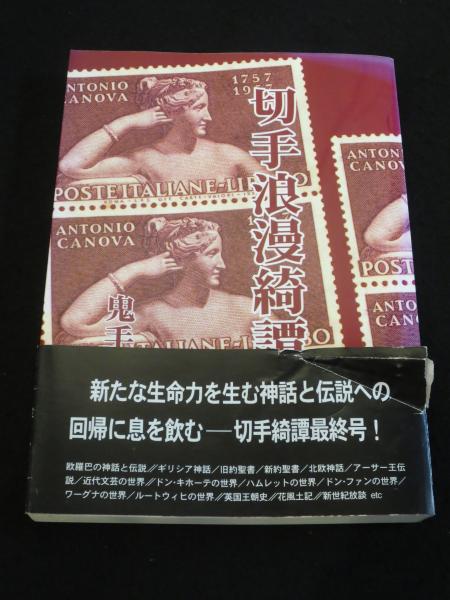 ANTONIO
CANOVA
1757
切手浪漫綺譚
POSTE ITALIANE-LI
ANTONIO
CANOVA
ANTONIO
CANOVA
鬼手
ANTONIO
CANOVA
新たな生命力を生む神話と伝説への
回帰に息を飲む——切手綺譚最終号！
欧羅巴の神話と伝説//ギリシア神話/旧約聖書/新約聖書/北欧神話/アーサー王伝
説/近代文芸の世界//ドン・キホーテの世界/ハムレットの世界/ドン・ファンの世界/
ワーグナの世界/ルートウィヒの世界//英国王朝史//花風土記//新世紀放談 etc